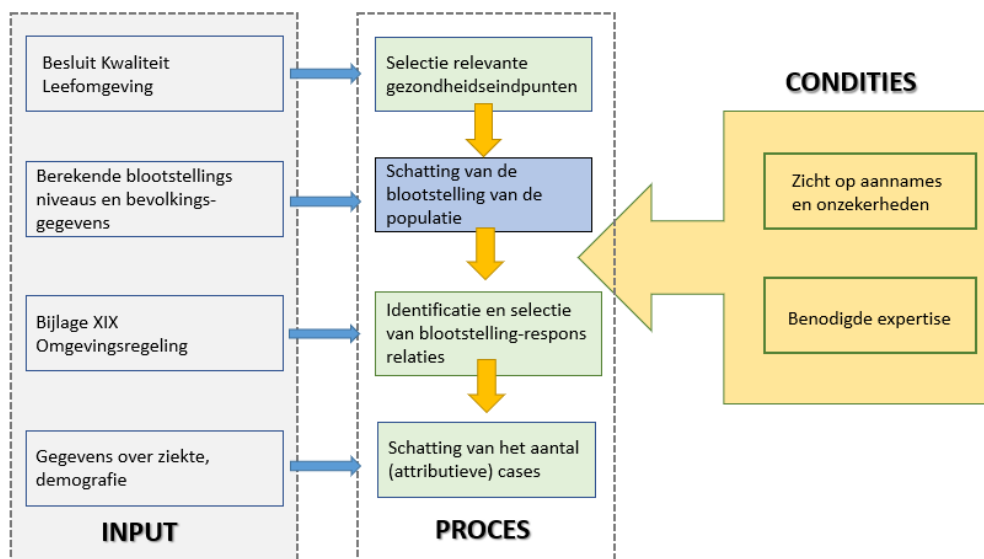 Besluit Kwaliteit
Leefomgeving
Selectie relevante
gezondheidseindpunten
CONDITIES
Berekende blootstellings
niveaus en bevolkings-
gegevens
Schatting van de
blootstelling van de
populatie
Zicht op aannames
en onzekerheden
Bijlage XIX
Omgevingsregeling
Identificatie en selectie
van blootstelling-respons
relaties
Benodigde expertise
Gegevens over ziekte,
demografie
Schatting van het aantal
(attributieve) cases
INPUT
PROCES